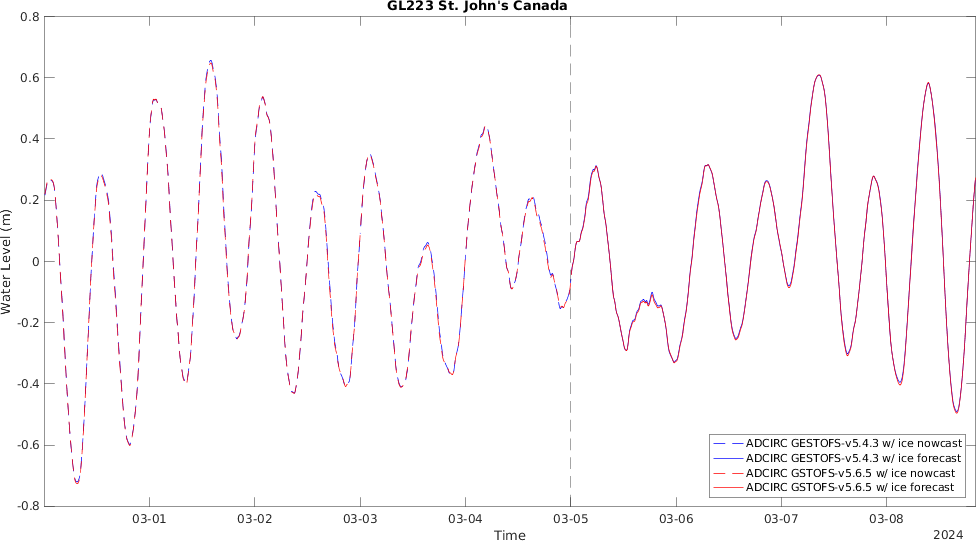 GL223 St. John's Canada
Water Level (m)
0.8
0.6
0.4
0.2
0
-0.2
-0.4
-0.6
-0.8
03-01 03-02 03-03 03-04 03-05 03-06 03-07 03-08
Time
2024
ADCIRC GESTOFS-v5.4.3 w/ ice nowcast
ADCIRC GESTOFS-v5.4.3 w/ ice forecast
ADCIRC GSTOFS-v5.6.5 w/ ice nowcast
ADCIRC GSTOFS-v5.6.5 w/ ice forecast